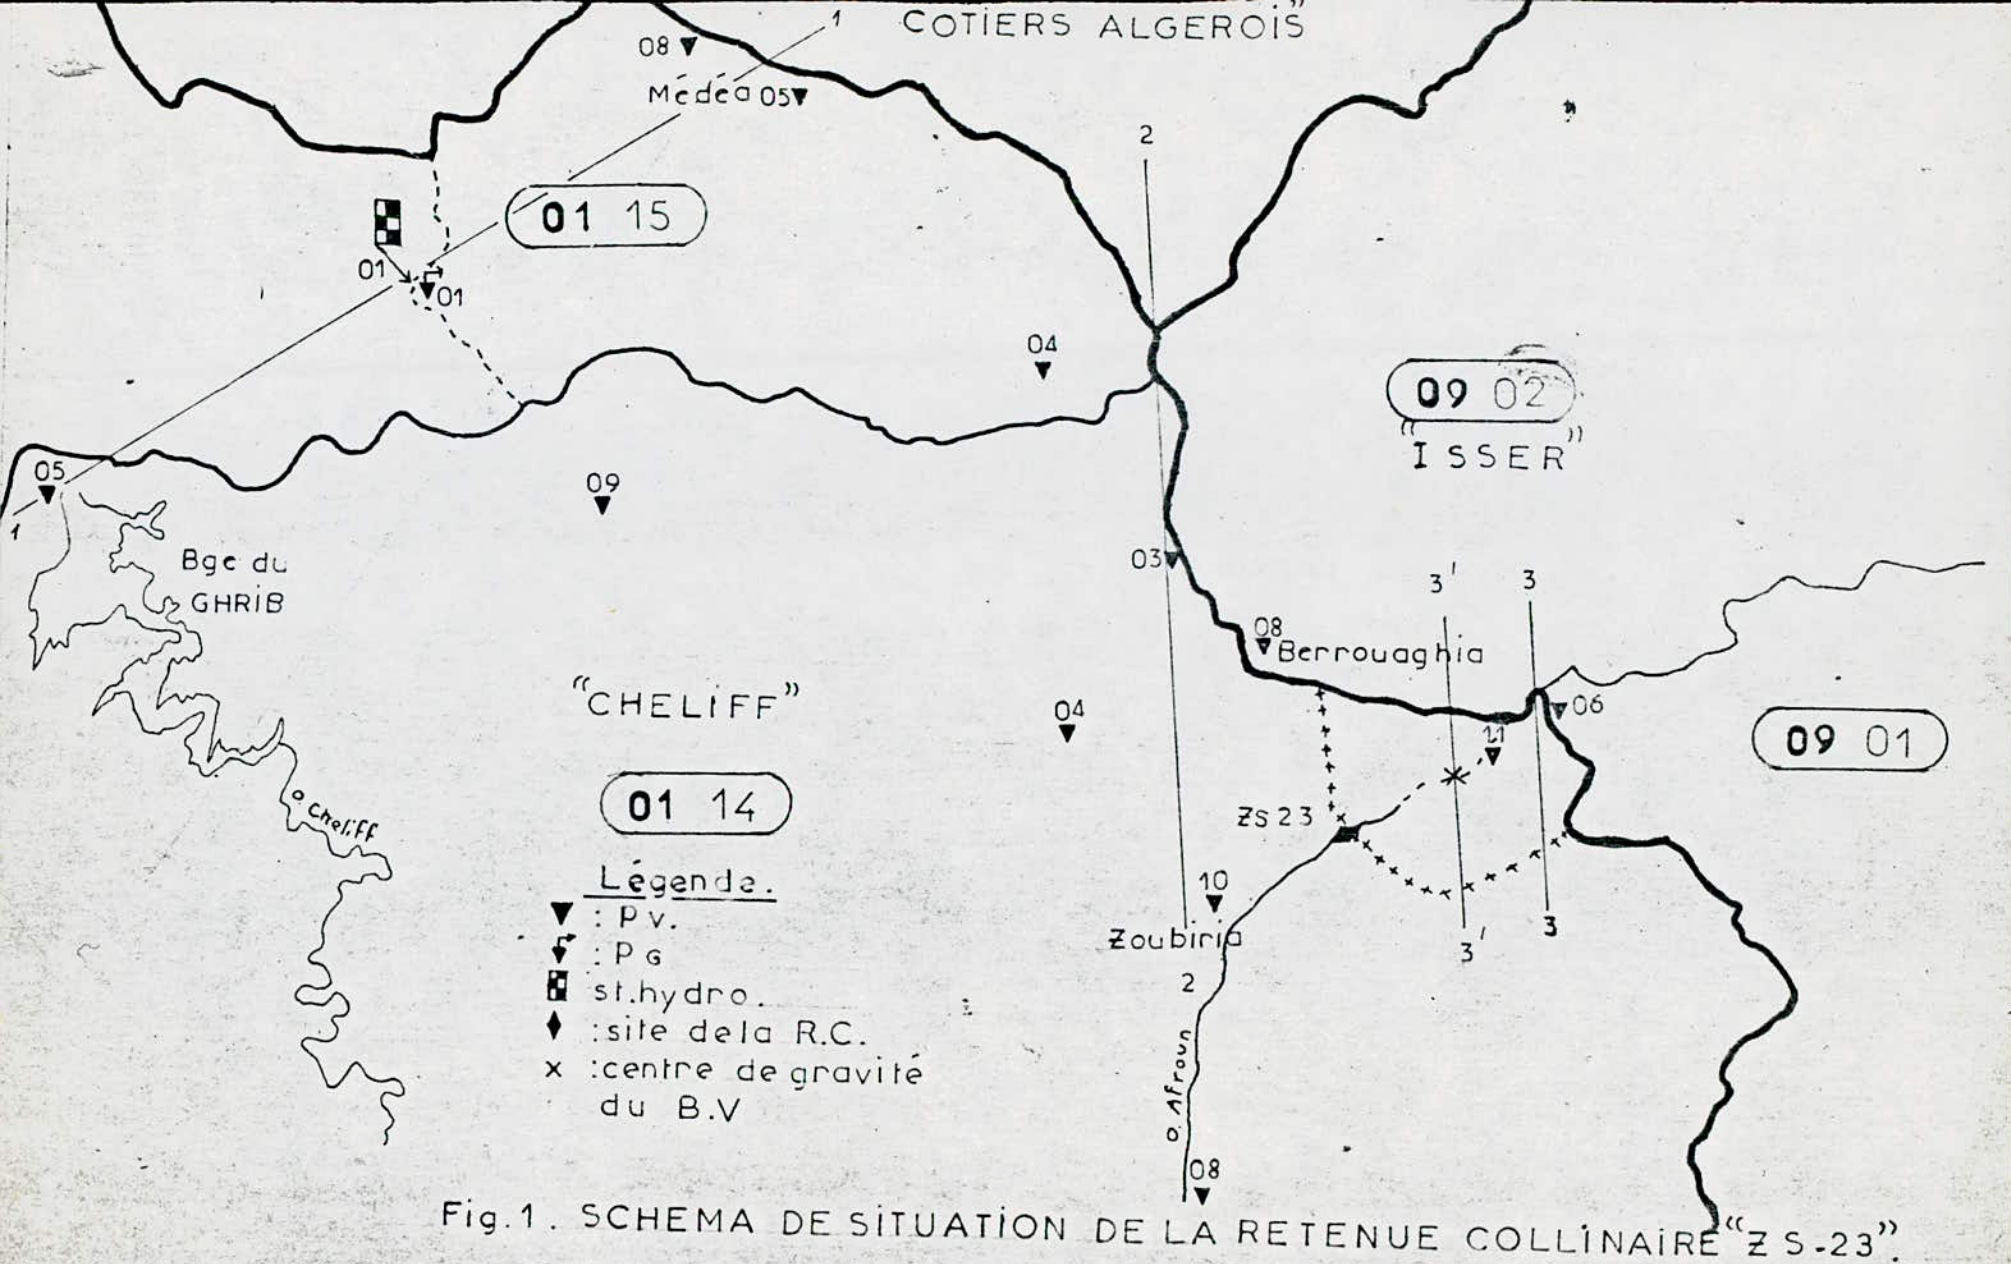 1
COTIERS ALGEROIS”
08
Médéa 05
2
01 15
01
01
04
09 02
“ISSER”
05
09
1
Bge du
GHRIB
03
3'
3
08
Berrouaghia
“CHELIFF”
04
11
06
09 01
01 14
O Cheliff
ZS 23
Légende.
: Pv.
: PG
st.hydro.
: site de la R.C.
x : centre de gravité
du B.V
10
Zoubiria
3'
3
2
O. Afroun
08
Fig.1. SCHEMA DE SITUATION DE LA RETENUE COLLINAIRE “ZS-23”.